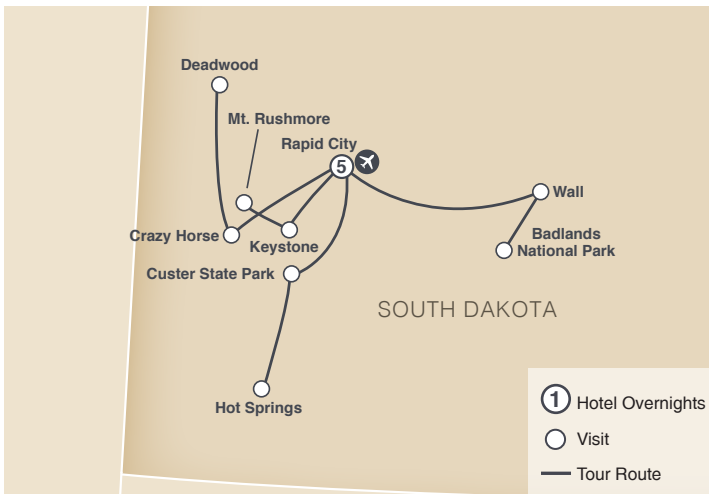 Deadwood
Mt. Rushmore
Rapid City
5
Wall
Crazy Horse
Keystone
Badlands
National Park
Custer State Park
SOUTH DAKOTA
Hot Springs
1 Hotel Overnights
Visit
Tour Route